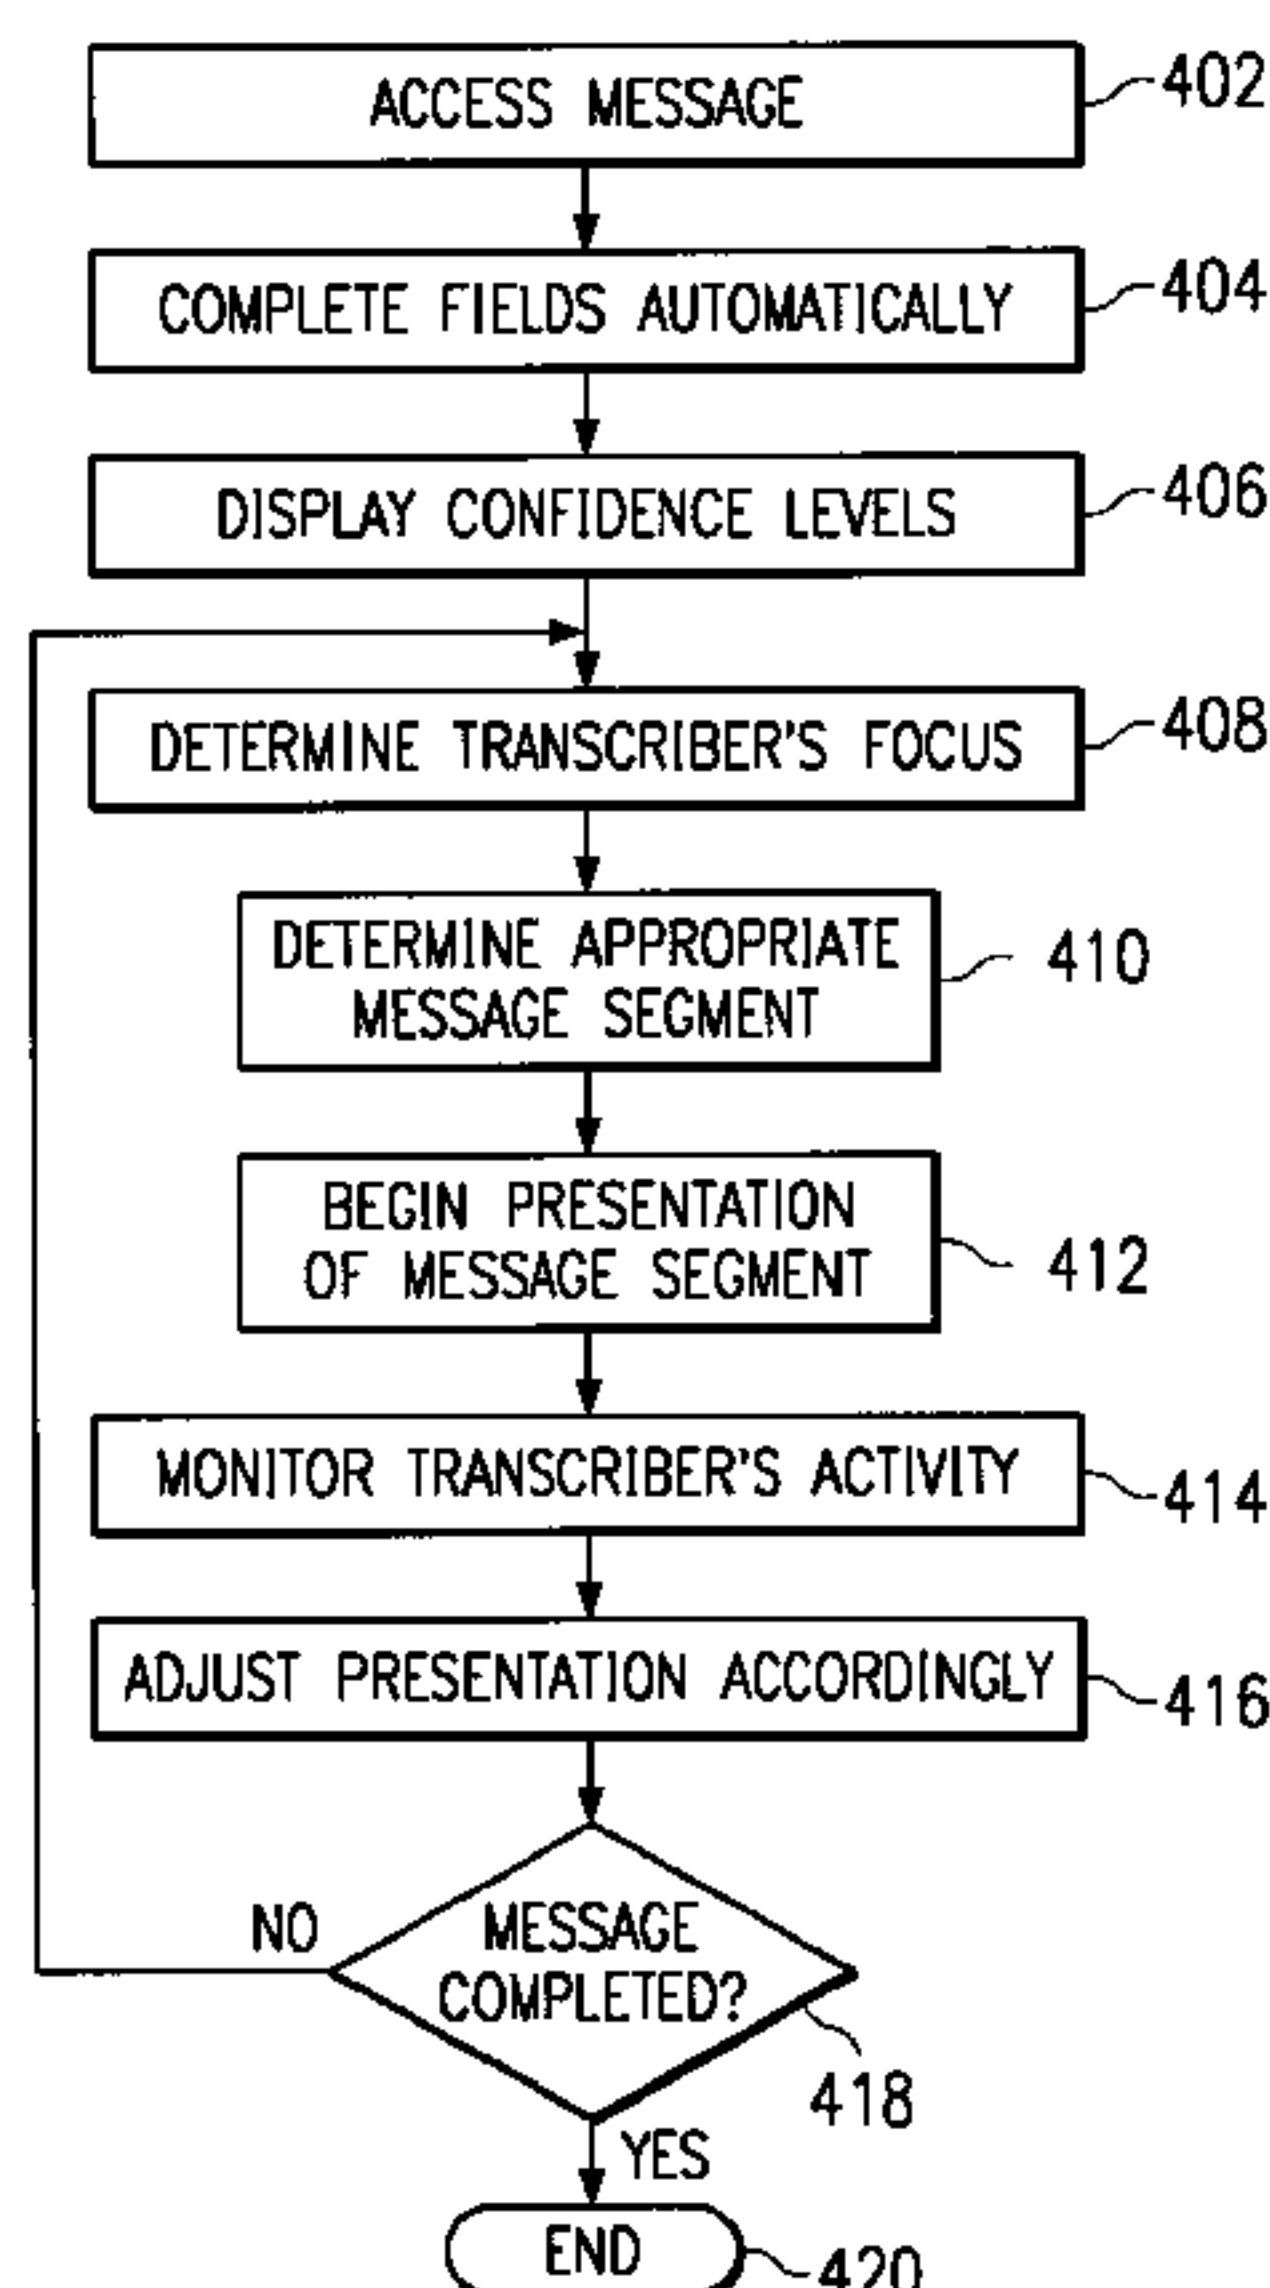 ACCESS MESSAGE
402
COMPLETE FIELDS AUTOMATICALLY
404
DISPLAY CONFIDENCE LEVELS
406
DETERMINE TRANSCRIBER'S FOCUS
408
DETERMINE APPROPRIATE
MESSAGE SEGMENT
410
BEGIN PRESENTATION
OF MESSAGE SEGMENT
412
MONITOR TRANSCRIBER'S ACTIVITY
414
ADJUST PRESENTATION ACCORDINGLY
416
NO
MESSAGE
COMPLETED?
418
YES
END
420